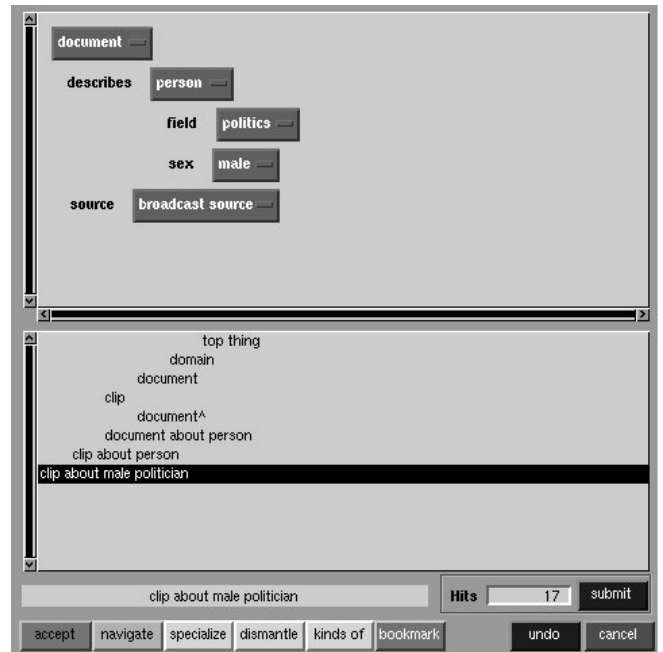 document
describes person
field politics
sex male
source broadcast source
top thing
domain
document
clip
document^
document about person
clip about person
clip about male politician
clip about male politician Hits 17 submit
accept navigate specialize dismantle kinds of bookmark undo cancel